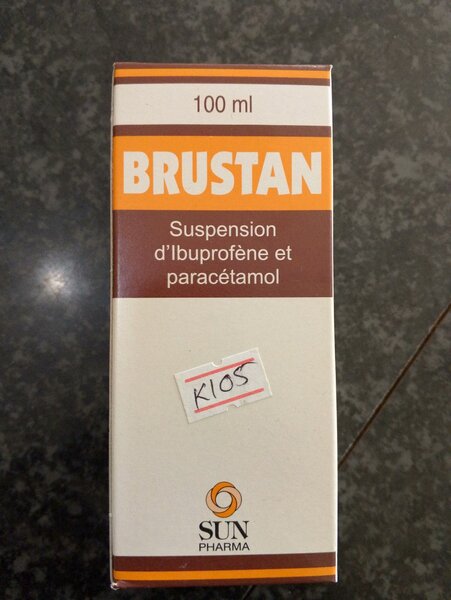 100 ml
BRUSTAN
Suspension
d'Ibuprofène et
paracétamol
K105
SUN
PHARMA